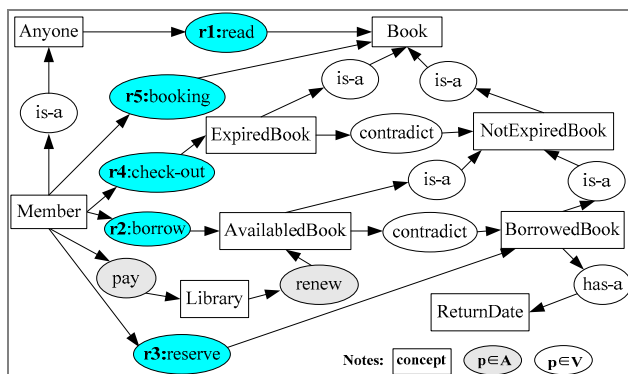 Anyone
r1:read
Book
is-a
is-a
is-a
r5:booking
ExpiredBook
contradict
NotExpiredBook
r4:check-out
is-a
is-a
Member
r2:borrow
AvailabledBook
contradict
BorrowedBook
pay
renew
Library
has-a
ReturnDate
r3:reserve
Notes: concept p∈A p∈V